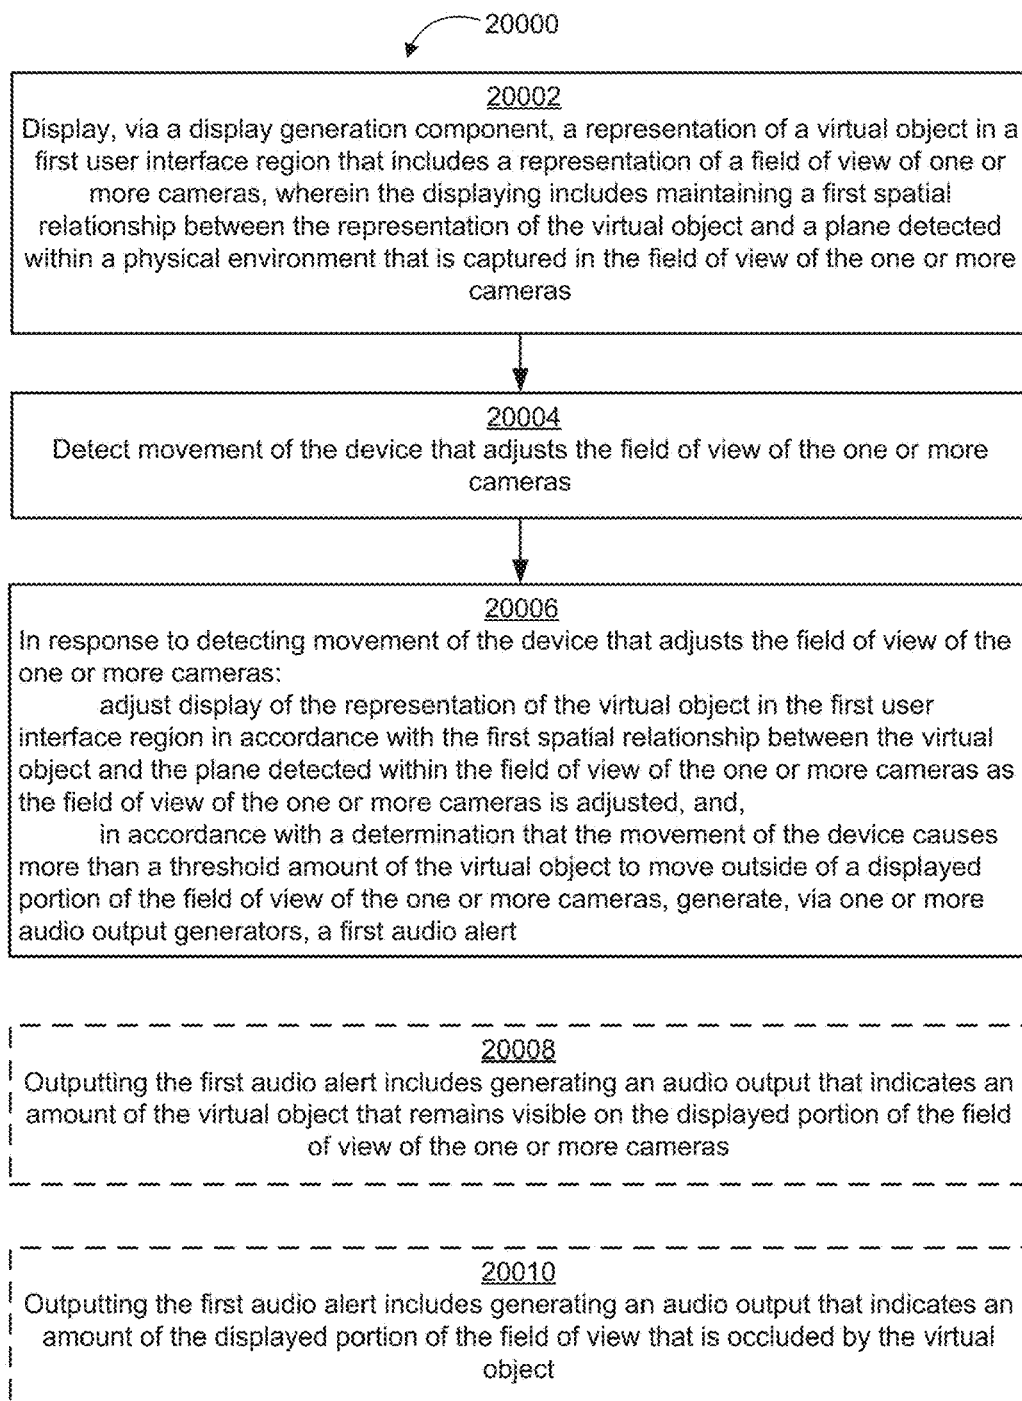 20000
20002
Display, via a display generation component, a representation of a virtual object in a
first user interface region that includes a representation of a field of view of one or
more cameras, wherein the displaying includes maintaining a first spatial
relationship between the representation of the virtual object and a plane detected
within a physical environment that is captured in the field of view of the one or more
cameras
20004
Detect movement of the device that adjusts the field of view of the one or more
cameras
20006
In response to detecting movement of the device that adjusts the field of view of the
one or more cameras:
adjust display of the representation of the virtual object in the first user
interface region in accordance with the first spatial relationship between the virtual
object and the plane detected within the field of view of the one or more cameras as
the field of view of the one or more cameras is adjusted, and,
in accordance with a determination that the movement of the device causes
more than a threshold amount of the virtual object to move outside of a displayed
portion of the field of view of the one or more cameras, generate, via one or more
audio output generators, a first audio alert
20008
Outputting the first audio alert includes generating an audio output that indicates an
amount of the virtual object that remains visible on the displayed portion of the field
of view of the one or more cameras
20010
Outputting the first audio alert includes generating an audio output that indicates an
amount of the displayed portion of the field of view that is occluded by the virtual
object